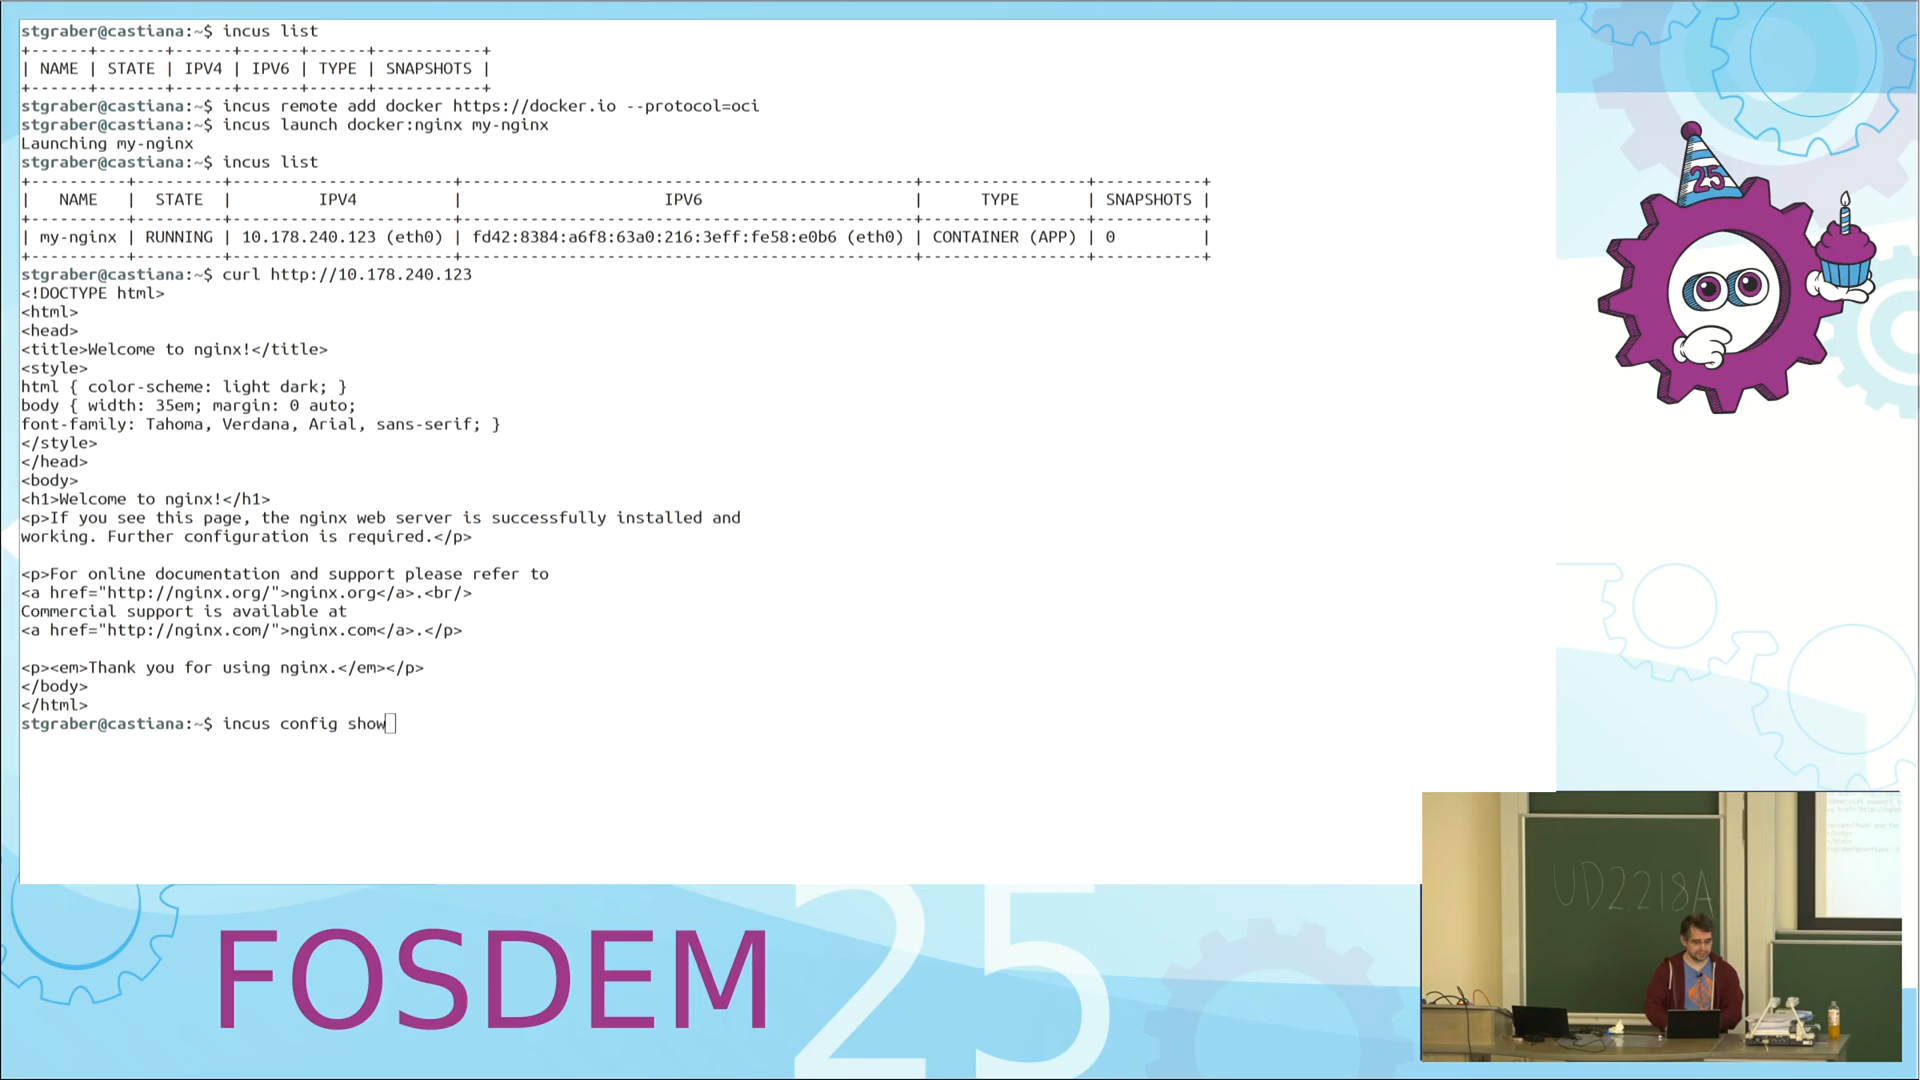 stgraber@castiana:~$ incus list
+------+-------+------+------+------+-----------+
| NAME | STATE | IPV4 | IPV6 | TYPE | SNAPSHOTS |
+------+-------+------+------+------+-----------+
stgraber@castiana:~$ incus remote add docker https://docker.io --protocol=oci
stgraber@castiana:~$ incus launch docker:nginx my-nginx
Launching my-nginx
stgraber@castiana:~$ incus list
+----------+---------+-----------------------+-----------------------------------------------+-----------------+-----------+
| NAME | STATE | IPV4 | IPV6 | TYPE | SNAPSHOTS |
+----------+---------+-----------------------+-----------------------------------------------+-----------------+-----------+
| my-nginx | RUNNING | 10.178.240.123 (eth0) | fd42:8384:a6f8:63a0:216:3eff:fe58:e0b6 (eth0) | CONTAINER (APP) | 0 |
+----------+---------+-----------------------+-----------------------------------------------+-----------------+-----------+
stgraber@castiana:~$ curl http://10.178.240.123
<!DOCTYPE html>
<html>
<head>
<title>Welcome to nginx!</title>
<style>
html { color-scheme: light dark; }
body { width: 35em; margin: 0 auto;
font-family: Tahoma, Verdana, Arial, sans-serif; }
</style>
</head>
<body>
<h1>Welcome to nginx!</h1>
<p>If you see this page, the nginx web server is successfully installed and
working. Further configuration is required.</p>
<p>For online documentation and support please refer to
<a href="http://nginx.org/">nginx.org</a>.<br/>
Commercial support is available at
<a href="http://nginx.com/">nginx.com</a>.</p>
<p><em>Thank you for using nginx.</em></p>
</body>
</html>
stgraber@castiana:~$ incus config show
25
UD2.218A
FOSDEM 25